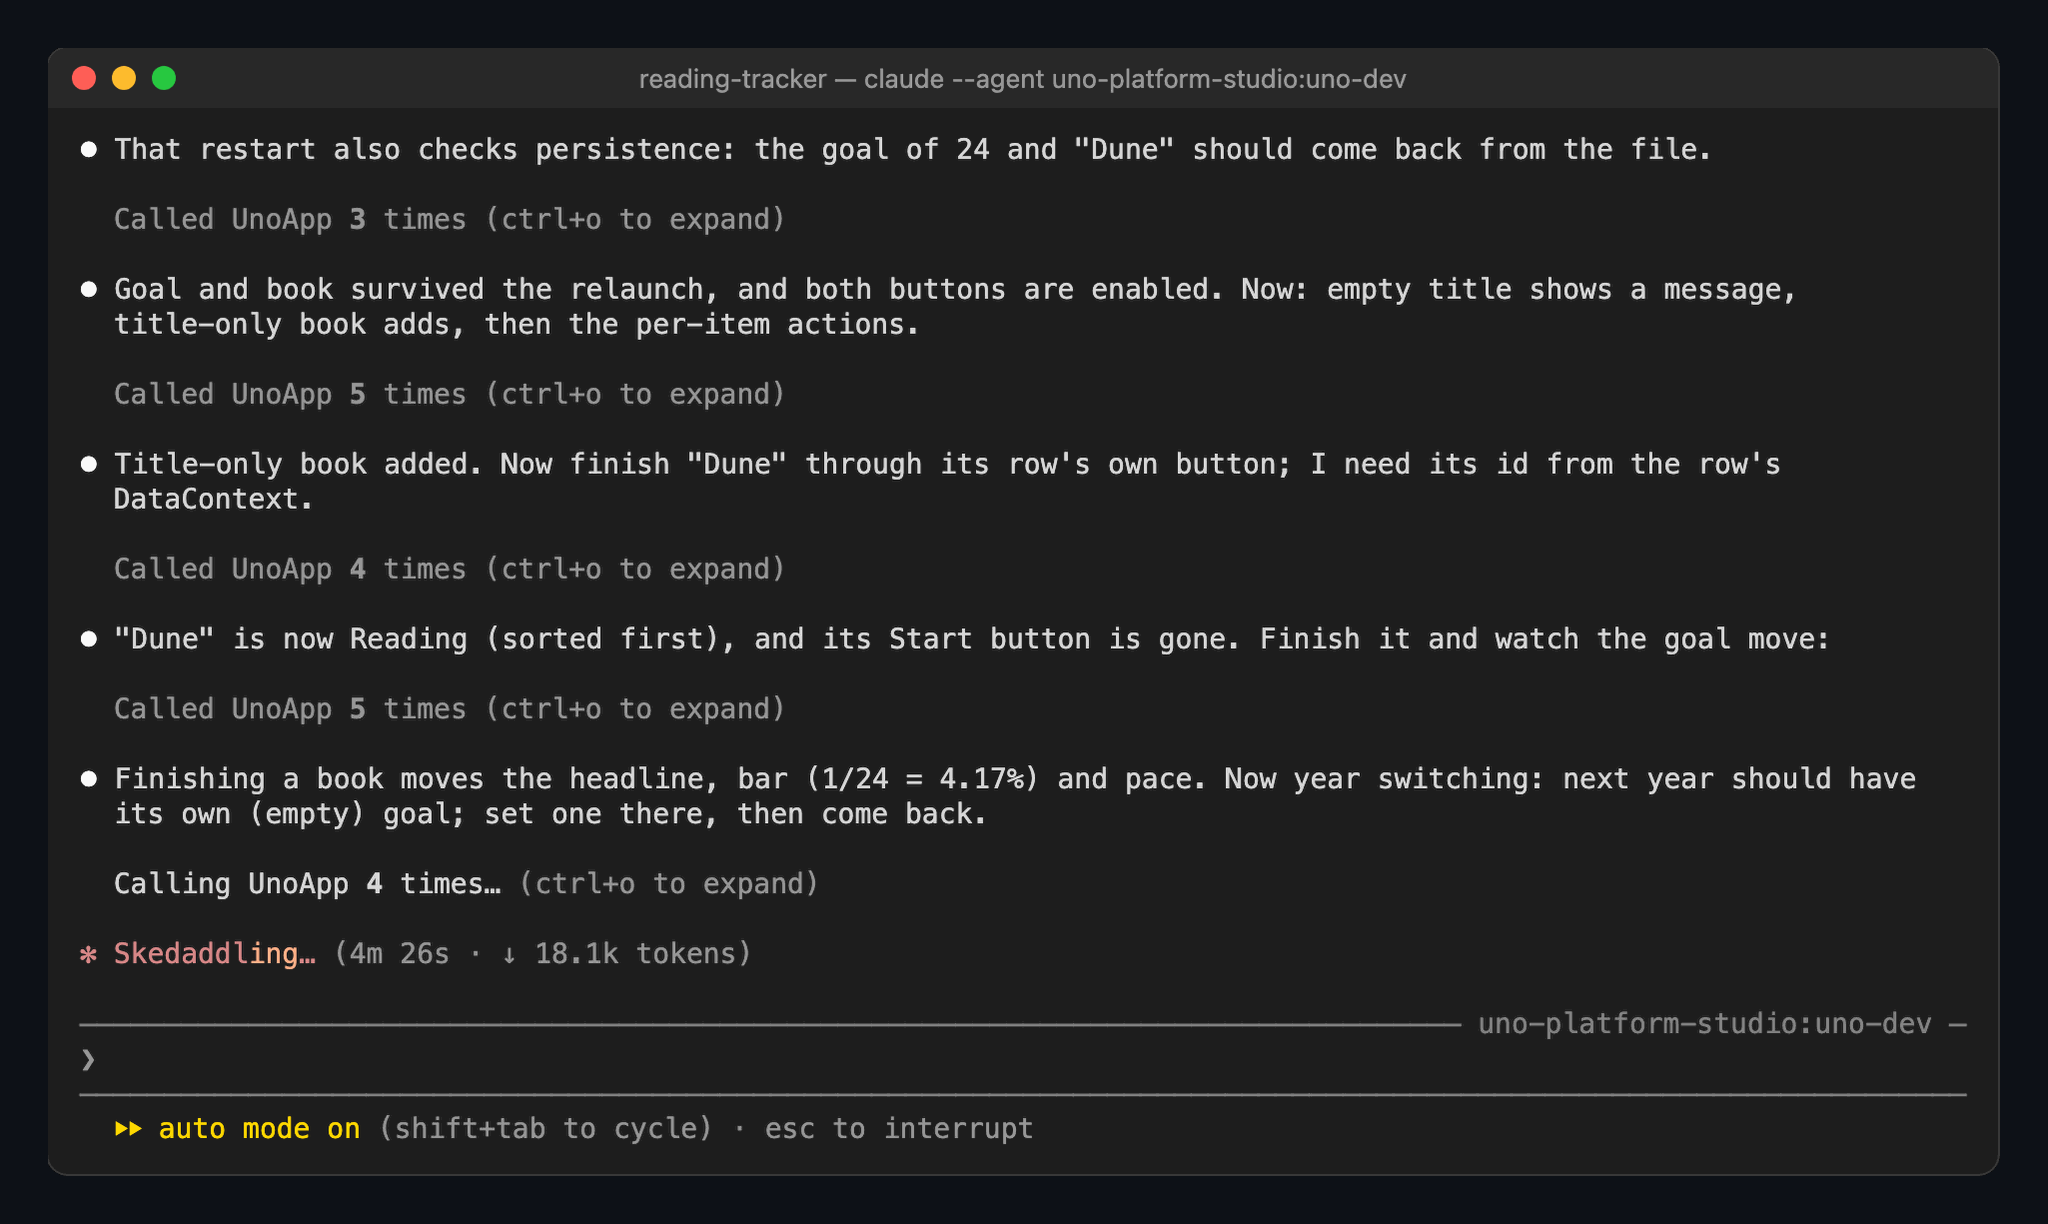 reading-tracker — claude --agent uno-platform-studio:uno-dev
● That restart also checks persistence: the goal of 24 and "Dune" should come back from the file.
Called UnoApp 3 times (ctrl+o to expand)
● Goal and book survived the relaunch, and both buttons are enabled. Now: empty title shows a message,
title-only book adds, then the per-item actions.
Called UnoApp 5 times (ctrl+o to expand)
● Title-only book added. Now finish "Dune" through its row's own button; I need its id from the row's
DataContext.
Called UnoApp 4 times (ctrl+o to expand)
● "Dune" is now Reading (sorted first), and its Start button is gone. Finish it and watch the goal move:
Called UnoApp 5 times (ctrl+o to expand)
● Finishing a book moves the headline, bar (1/24 = 4.17%) and pace. Now year switching: next year should have
its own (empty) goal; set one there, then come back.
Calling UnoApp 4 times… (ctrl+o to expand)
✻ Skedaddling… (4m 26s · ↓ 18.1k tokens)
uno-platform-studio:uno-dev
❯
⏵⏵ auto mode on (shift+tab to cycle) · esc to interrupt